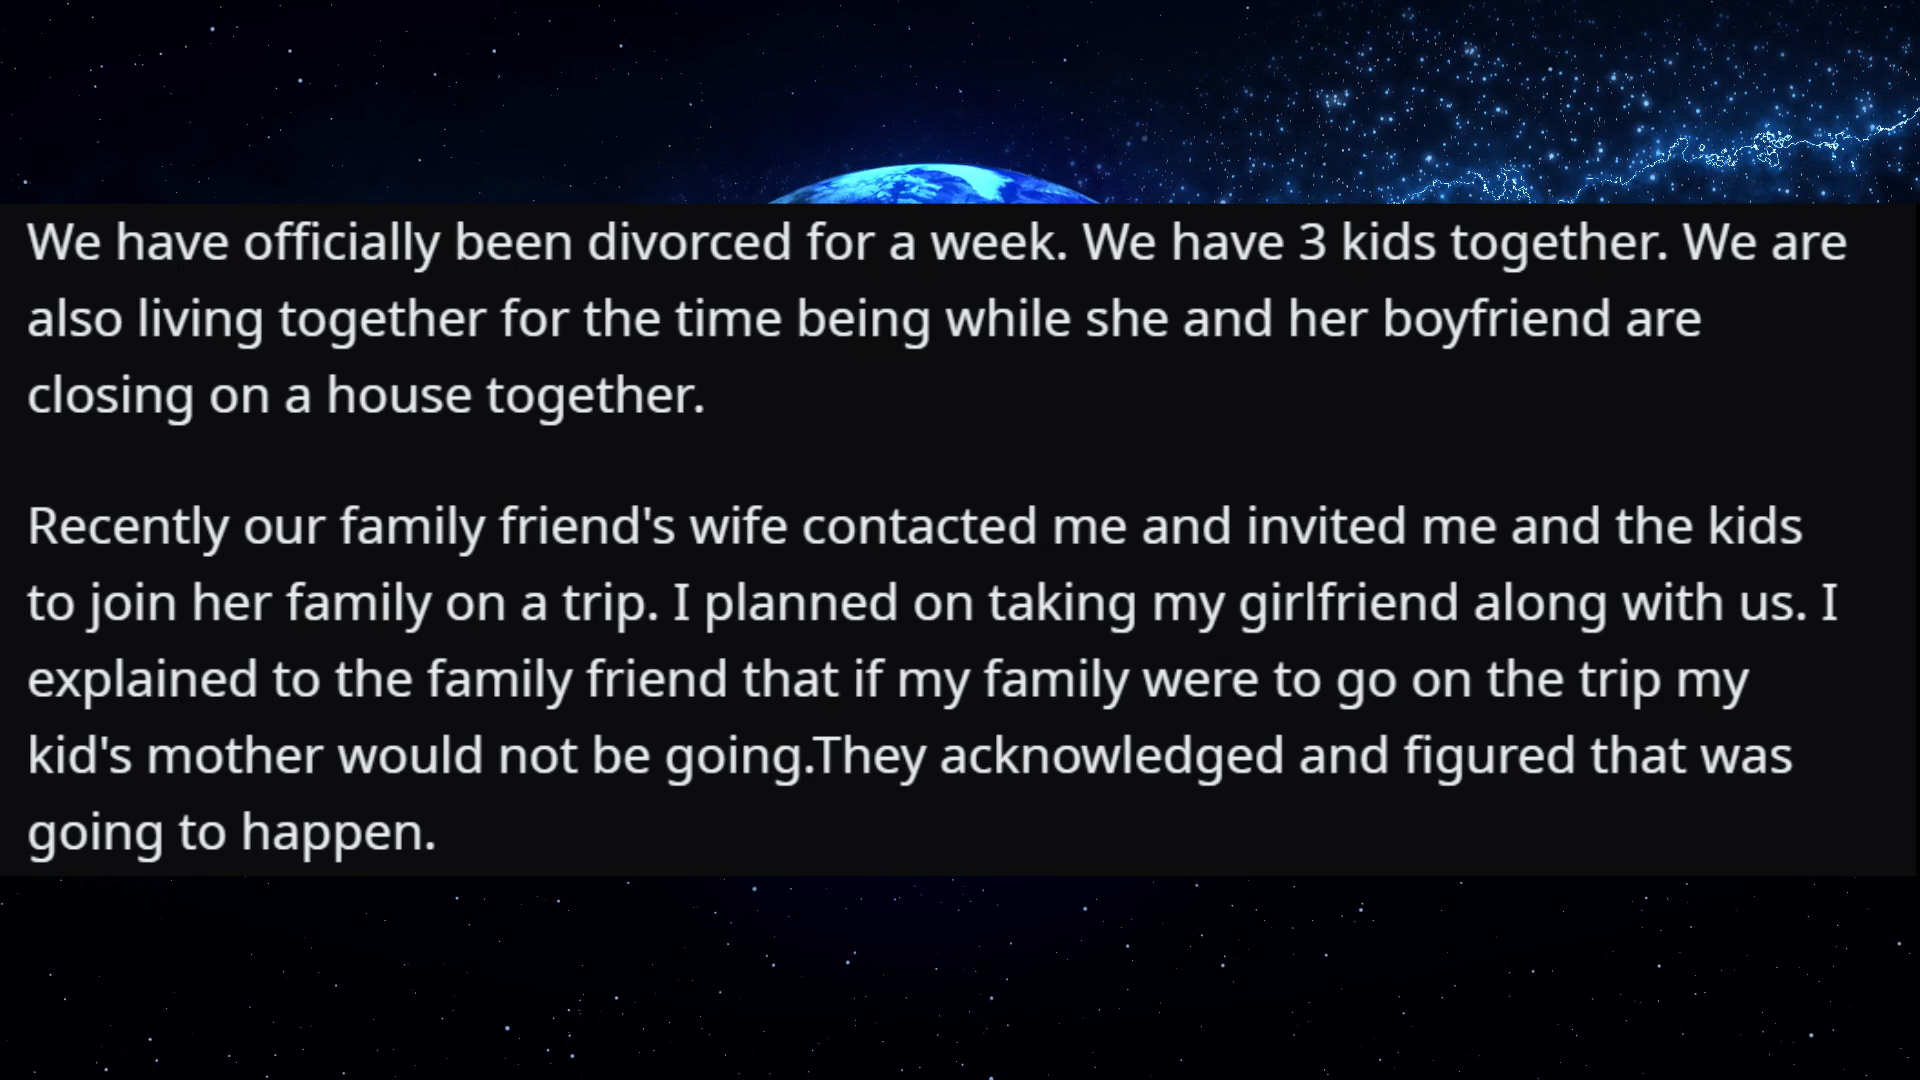 We have officially been divorced for a week. We have 3 kids together. We are
also living together for the time being while she and her boyfriend are
closing on a house together.
Recently our family friend's wife contacted me and invited me and the kids
to join her family on a trip. I planned on taking my girlfriend along with us. I
explained to the family friend that if my family were to go on the trip my
kid's mother would not be going.They acknowledged and figured that was
going to happen.